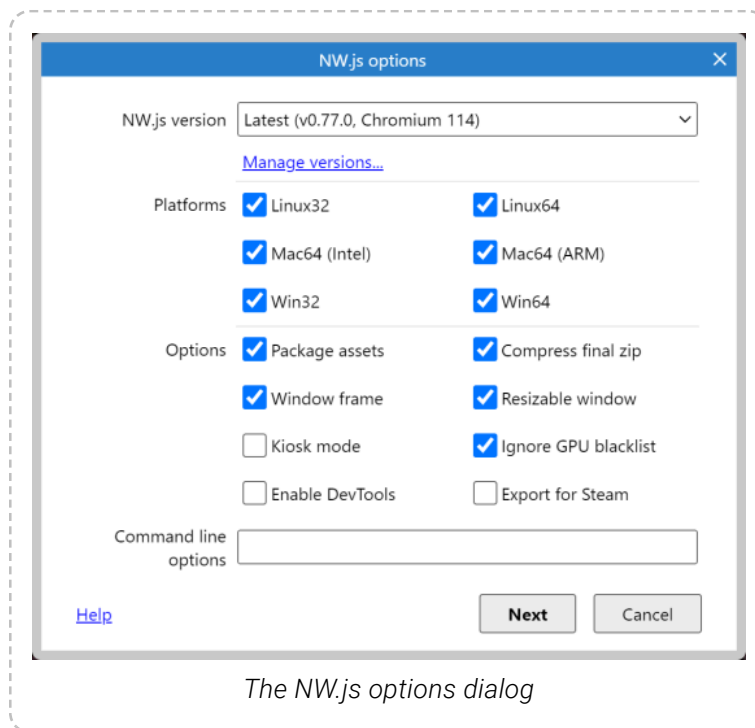 NW.js options
NW.js version Latest (v0.77.0, Chromium 114)
Manage versions...
Platforms Linux32 Linux64
Mac64 (Intel) Mac64 (ARM)
Win32 Win64
Options Package assets Compress final zip
Window frame Resizable window
Kiosk mode Ignore GPU blacklist
Enable DevTools Export for Steam
Command line
options
Help Next Cancel
The NW.js options dialog